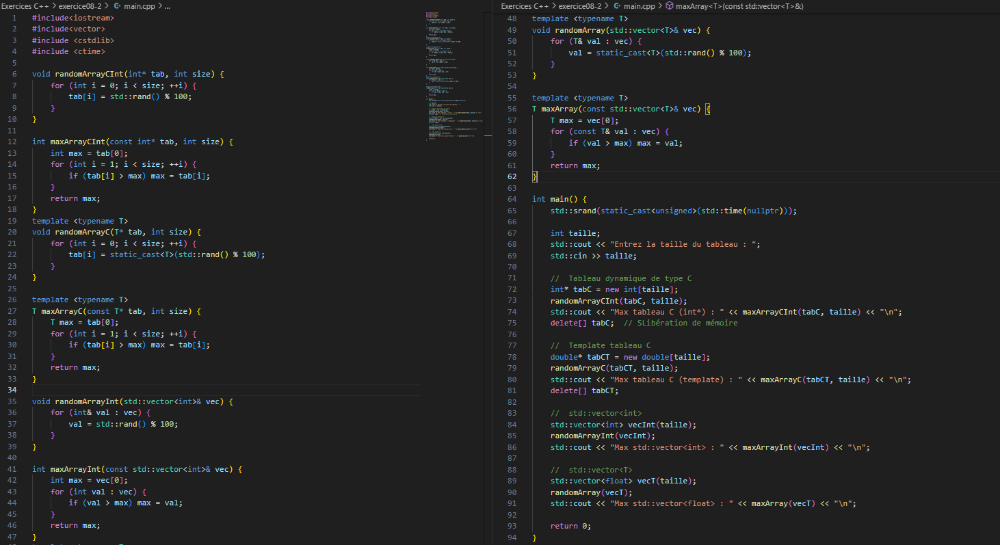 Exercices C++ > exercice08-2 > main.cpp > ...
1 #include<iostream>
2 #include<vector>
3 #include <cstdlib>
4 #include <ctime>
5
6 void randomArrayCInt(int* tab, int size) {
7     for (int i = 0; i < size; ++i) {
8         tab[i] = std::rand() % 100;
9     }
10 }
11
12 int maxArrayCInt(const int* tab, int size) {
13     int max = tab[0];
14     for (int i = 1; i < size; ++i) {
15         if (tab[i] > max) max = tab[i];
16     }
17     return max;
18 }
19 template <typename T>
20 void randomArrayC(T* tab, int size) {
21     for (int i = 0; i < size; ++i) {
22         tab[i] = static_cast<T>(std::rand() % 100);
23     }
24 }
25
26 template <typename T>
27 T maxArrayC(const T* tab, int size) {
28     T max = tab[0];
29     for (int i = 1; i < size; ++i) {
30         if (tab[i] > max) max = tab[i];
31     }
32     return max;
33 }
34
35 void randomArrayInt(std::vector<int>& vec) {
36     for (int& val : vec) {
37         val = std::rand() % 100;
38     }
39 }
40
41 int maxArrayInt(const std::vector<int>& vec) {
42     int max = vec[0];
43     for (int val : vec) {
44         if (val > max) max = val;
45     }
46     return max;
47 }
Exercices C++ > exercice08-2 > main.cpp > maxArray<T>(const std::vector<T>&)
48 template <typename T>
49 void randomArray(std::vector<T>& vec) {
50     for (T& val : vec) {
51         val = static_cast<T>(std::rand() % 100);
52     }
53 }
54
55 template <typename T>
56 T maxArray(const std::vector<T>& vec) {
57     T max = vec[0];
58     for (const T& val : vec) {
59         if (val > max) max = val;
60     }
61     return max;
62 }
63
64 int main() {
65     std::srand(static_cast<unsigned>(std::time(nullptr)));
66
67     int taille;
68     std::cout << "Entrez la taille du tableau : ";
69     std::cin >> taille;
70
71     //  Tableau dynamique de type C
72     int* tabC = new int[taille];
73     randomArrayCInt(tabC, taille);
74     std::cout << "Max tableau C (int*) : " << maxArrayCInt(tabC, taille) << "\n";
75     delete[] tabC;  // SLibération de mémoire
76
77     //  Template tableau C
78     double* tabCT = new double[taille];
79     randomArrayC(tabCT, taille);
80     std::cout << "Max tableau C (template) : " << maxArrayC(tabCT, taille) << "\n";
81     delete[] tabCT;
82
83     //  std::vector<int>
84     std::vector<int> vecInt(taille);
85     randomArrayInt(vecInt);
86     std::cout << "Max std::vector<int> : " << maxArrayInt(vecInt) << "\n";
87
88     //  std::vector<T>
89     std::vector<float> vecT(taille);
90     randomArray(vecT);
91     std::cout << "Max std::vector<float> : " << maxArray(vecT) << "\n";
92
93     return 0;
94 }